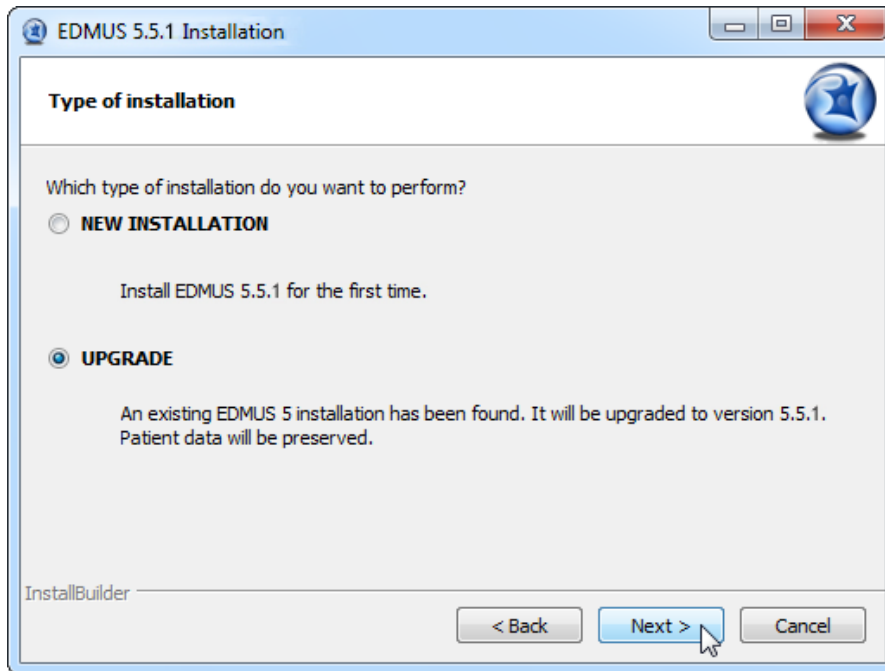 EDMUS 5.5.1 Installation
Type of installation
Which type of installation do you want to perform?
NEW INSTALLATION
Install EDMUS 5.5.1 for the first time.
UPGRADE
An existing EDMUS 5 installation has been found. It will be upgraded to version 5.5.1.
Patient data will be preserved.
InstallBuilder
< Back
Next >
Cancel